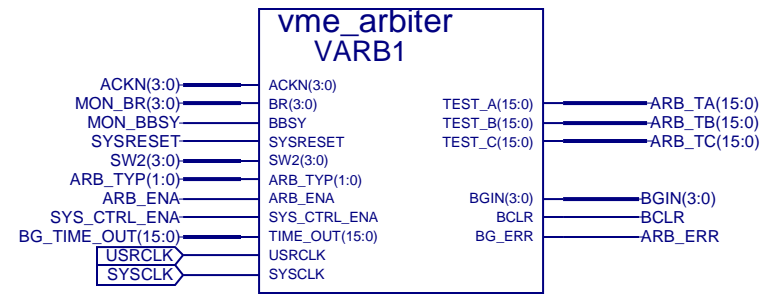 vme_arbiter
VARB1
ACKN(3:0) ACKN(3:0)
MON_BR(3:0) BR(3:0) TEST_A(15:0) ARB_TA(15:0)
MON_BBSY BBSY TEST_B(15:0) ARB_TB(15:0)
SYSRESET SYSRESET TEST_C(15:0) ARB_TC(15:0)
SW2(3:0) SW2(3:0)
ARB_TYP(1:0) ARB_TYP(1:0)
ARB_ENA ARB_ENA BGIN(3:0) BGIN(3:0)
SYS_CTRL_ENA SYS_CTRL_ENA BCLR BCLR
BG_TIME_OUT(15:0) TIME_OUT(15:0) BG_ERR ARB_ERR
USRCLK USRCLK
SYSCLK SYSCLK